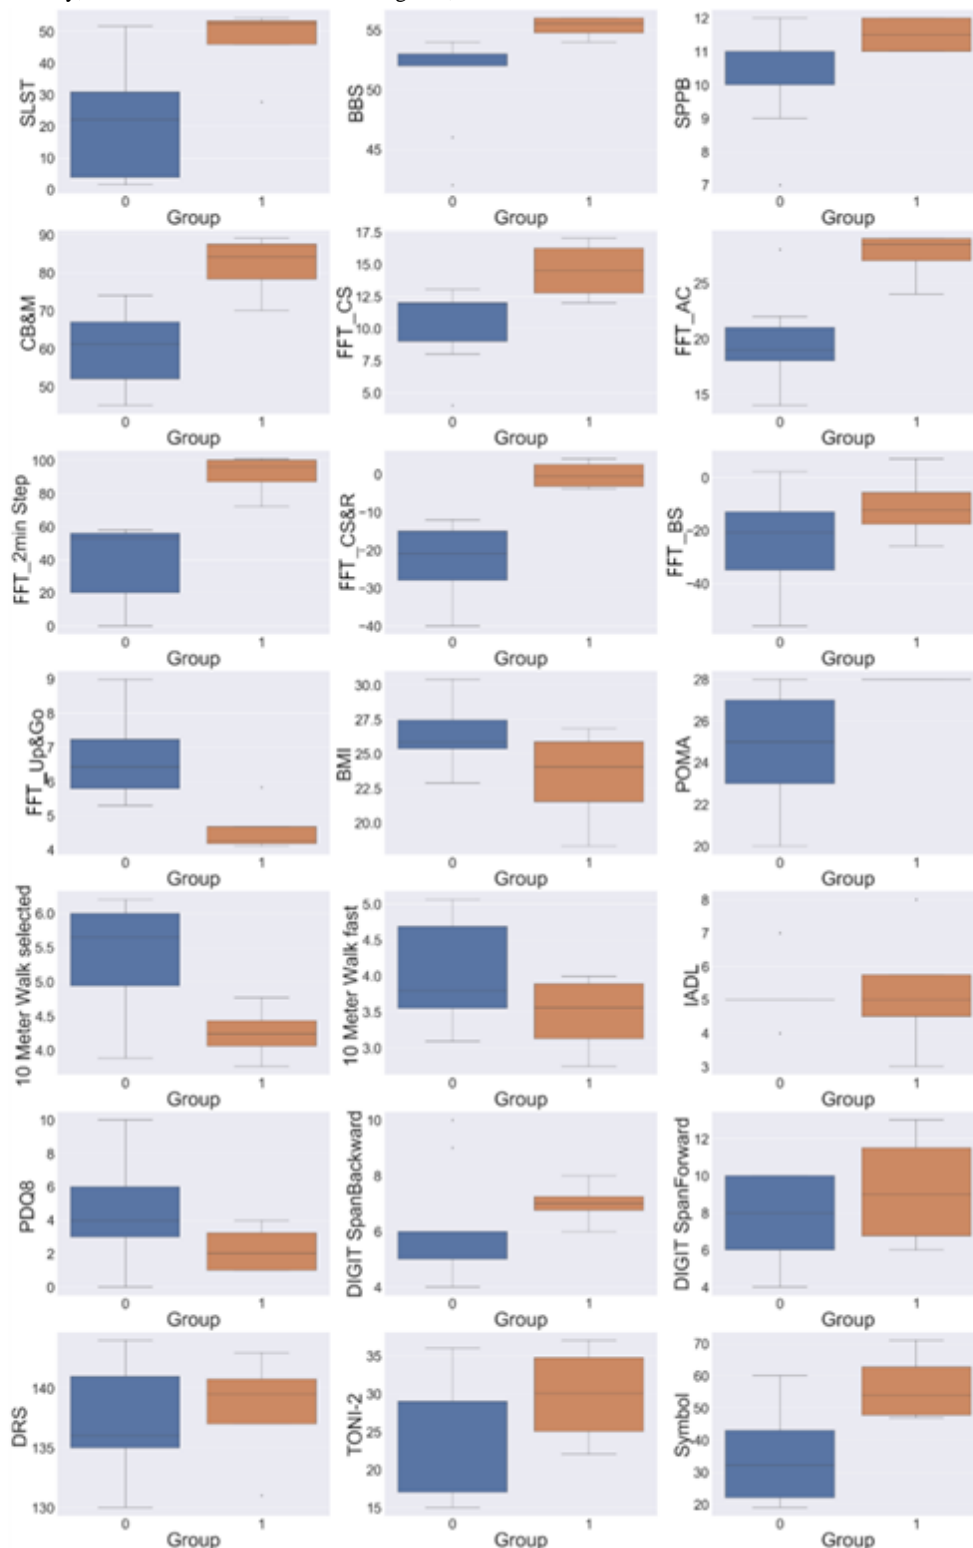 SLST
50
40
30
20
10
0
0 1
Group
BBS
55
50
45
0 1
Group
SPPB
12
11
10
9
8
7
0 1
Group
CB&M
90
80
70
60
50
0 1
Group
FFT_CS
17.5
15.0
12.5
10.0
7.5
5.0
0 1
Group
FFT_AC
25
20
15
0 1
Group
FFT_2min Step
100
80
60
40
20
0
0 1
Group
FFT_CS&R
0
−10
−20
−30
−40
0 1
Group
FFT_BS
0
−20
−40
0 1
Group
FFT_Up&Go
9
8
7
6
5
4
0 1
Group
BMI
30.0
27.5
25.0
22.5
20.0
0 1
Group
POMA
28
26
24
22
20
0 1
Group
10 Meter Walk selected
6.0
5.5
5.0
4.5
4.0
0 1
Group
10 Meter Walk fast
5.0
4.5
4.0
3.5
3.0
0 1
Group
IADL
8
7
6
5
4
3
0 1
Group
PDQ8
10
8
6
4
2
0
0 1
Group
DIGIT SpanBackward
10
8
6
4
0 1
Group
DIGIT SpanForward
12
10
8
6
4
0 1
Group
DRS
140
135
130
0 1
Group
TONI-2
35
30
25
20
15
0 1
Group
Symbol
70
60
50
40
30
20
0 1
Group